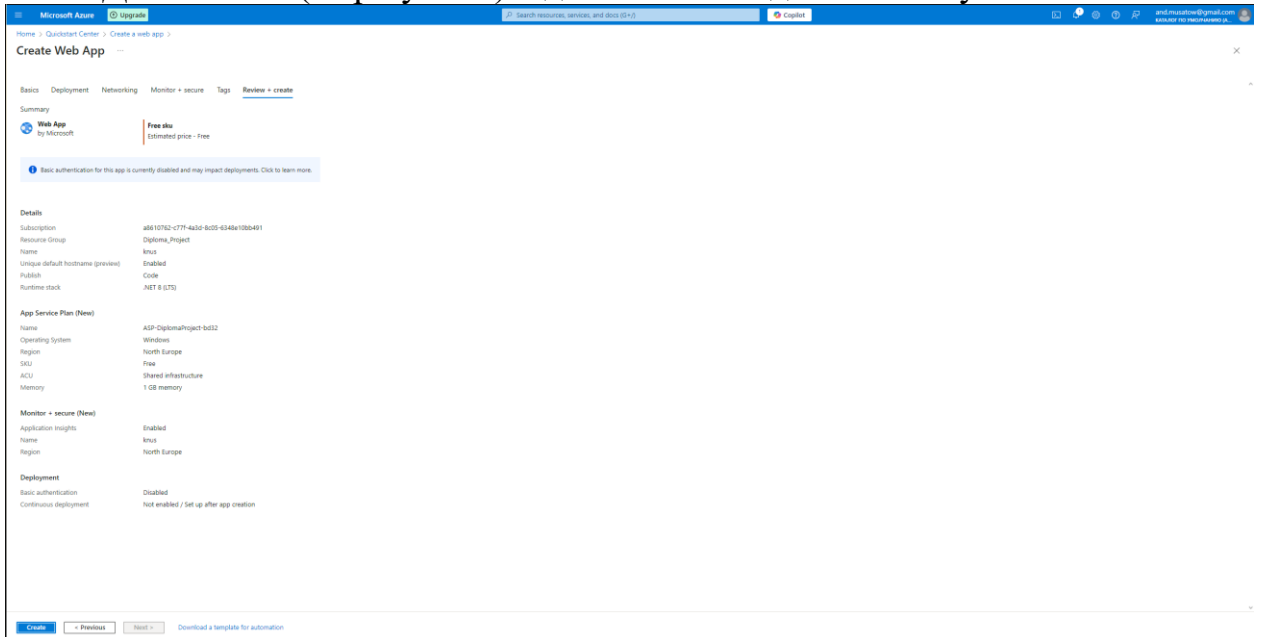 Microsoft Azure Upgrade Search resources, services, and docs (G+/) Copilot and.musatow@gmail.com
Home > Quickstart Center > Create a web app >
Create Web App ...
Basics Deployment Networking Monitor + secure Tags Review + create
Summary
Web App
by Microsoft
Free sku
Estimated price - Free
Basic authentication for this app is currently disabled and may impact deployments. Click to learn more.
Details
Subscription a8610762-c77f-4a3d-8c05-6348e10bb491
Resource Group Diploma_Project
Name knus
Unique default hostname (preview) Enabled
Publish Code
Runtime stack .NET 8 (LTS)
App Service Plan (New)
Name ASP-DiplomaProject-bd32
Operating System Windows
Region North Europe
SKU Free
ACU Shared infrastructure
Memory 1 GB memory
Monitor + secure (New)
Application Insights Enabled
Name knus
Region North Europe
Deployment
Basic authentication Disabled
Continuous deployment Not enabled / Set up after app creation
Create < Previous Next > Download a template for automation